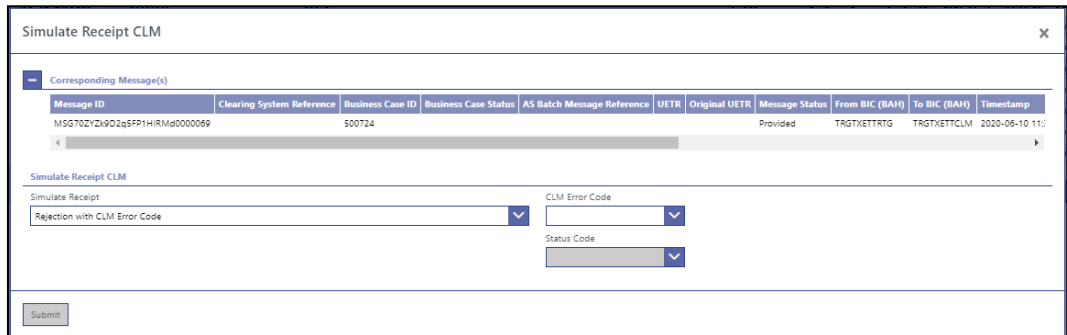 Simulate Receipt CLM
Corresponding Message(s)
Message ID Clearing System Reference Business Case ID Business Case Status AS Batch Message Reference UETR Original UETR Message Status From BIC (BAH) To BIC (BAH) Timestamp
MSG70ZYZk9D2q5FP1HIRMd0000069 500724 Provided TRGTXETTRTG TRGTXETTCLM 2020-06-10 11:
Simulate Receipt CLM
Simulate Receipt CLM Error Code
Rejection with CLM Error Code
Status Code
Submit